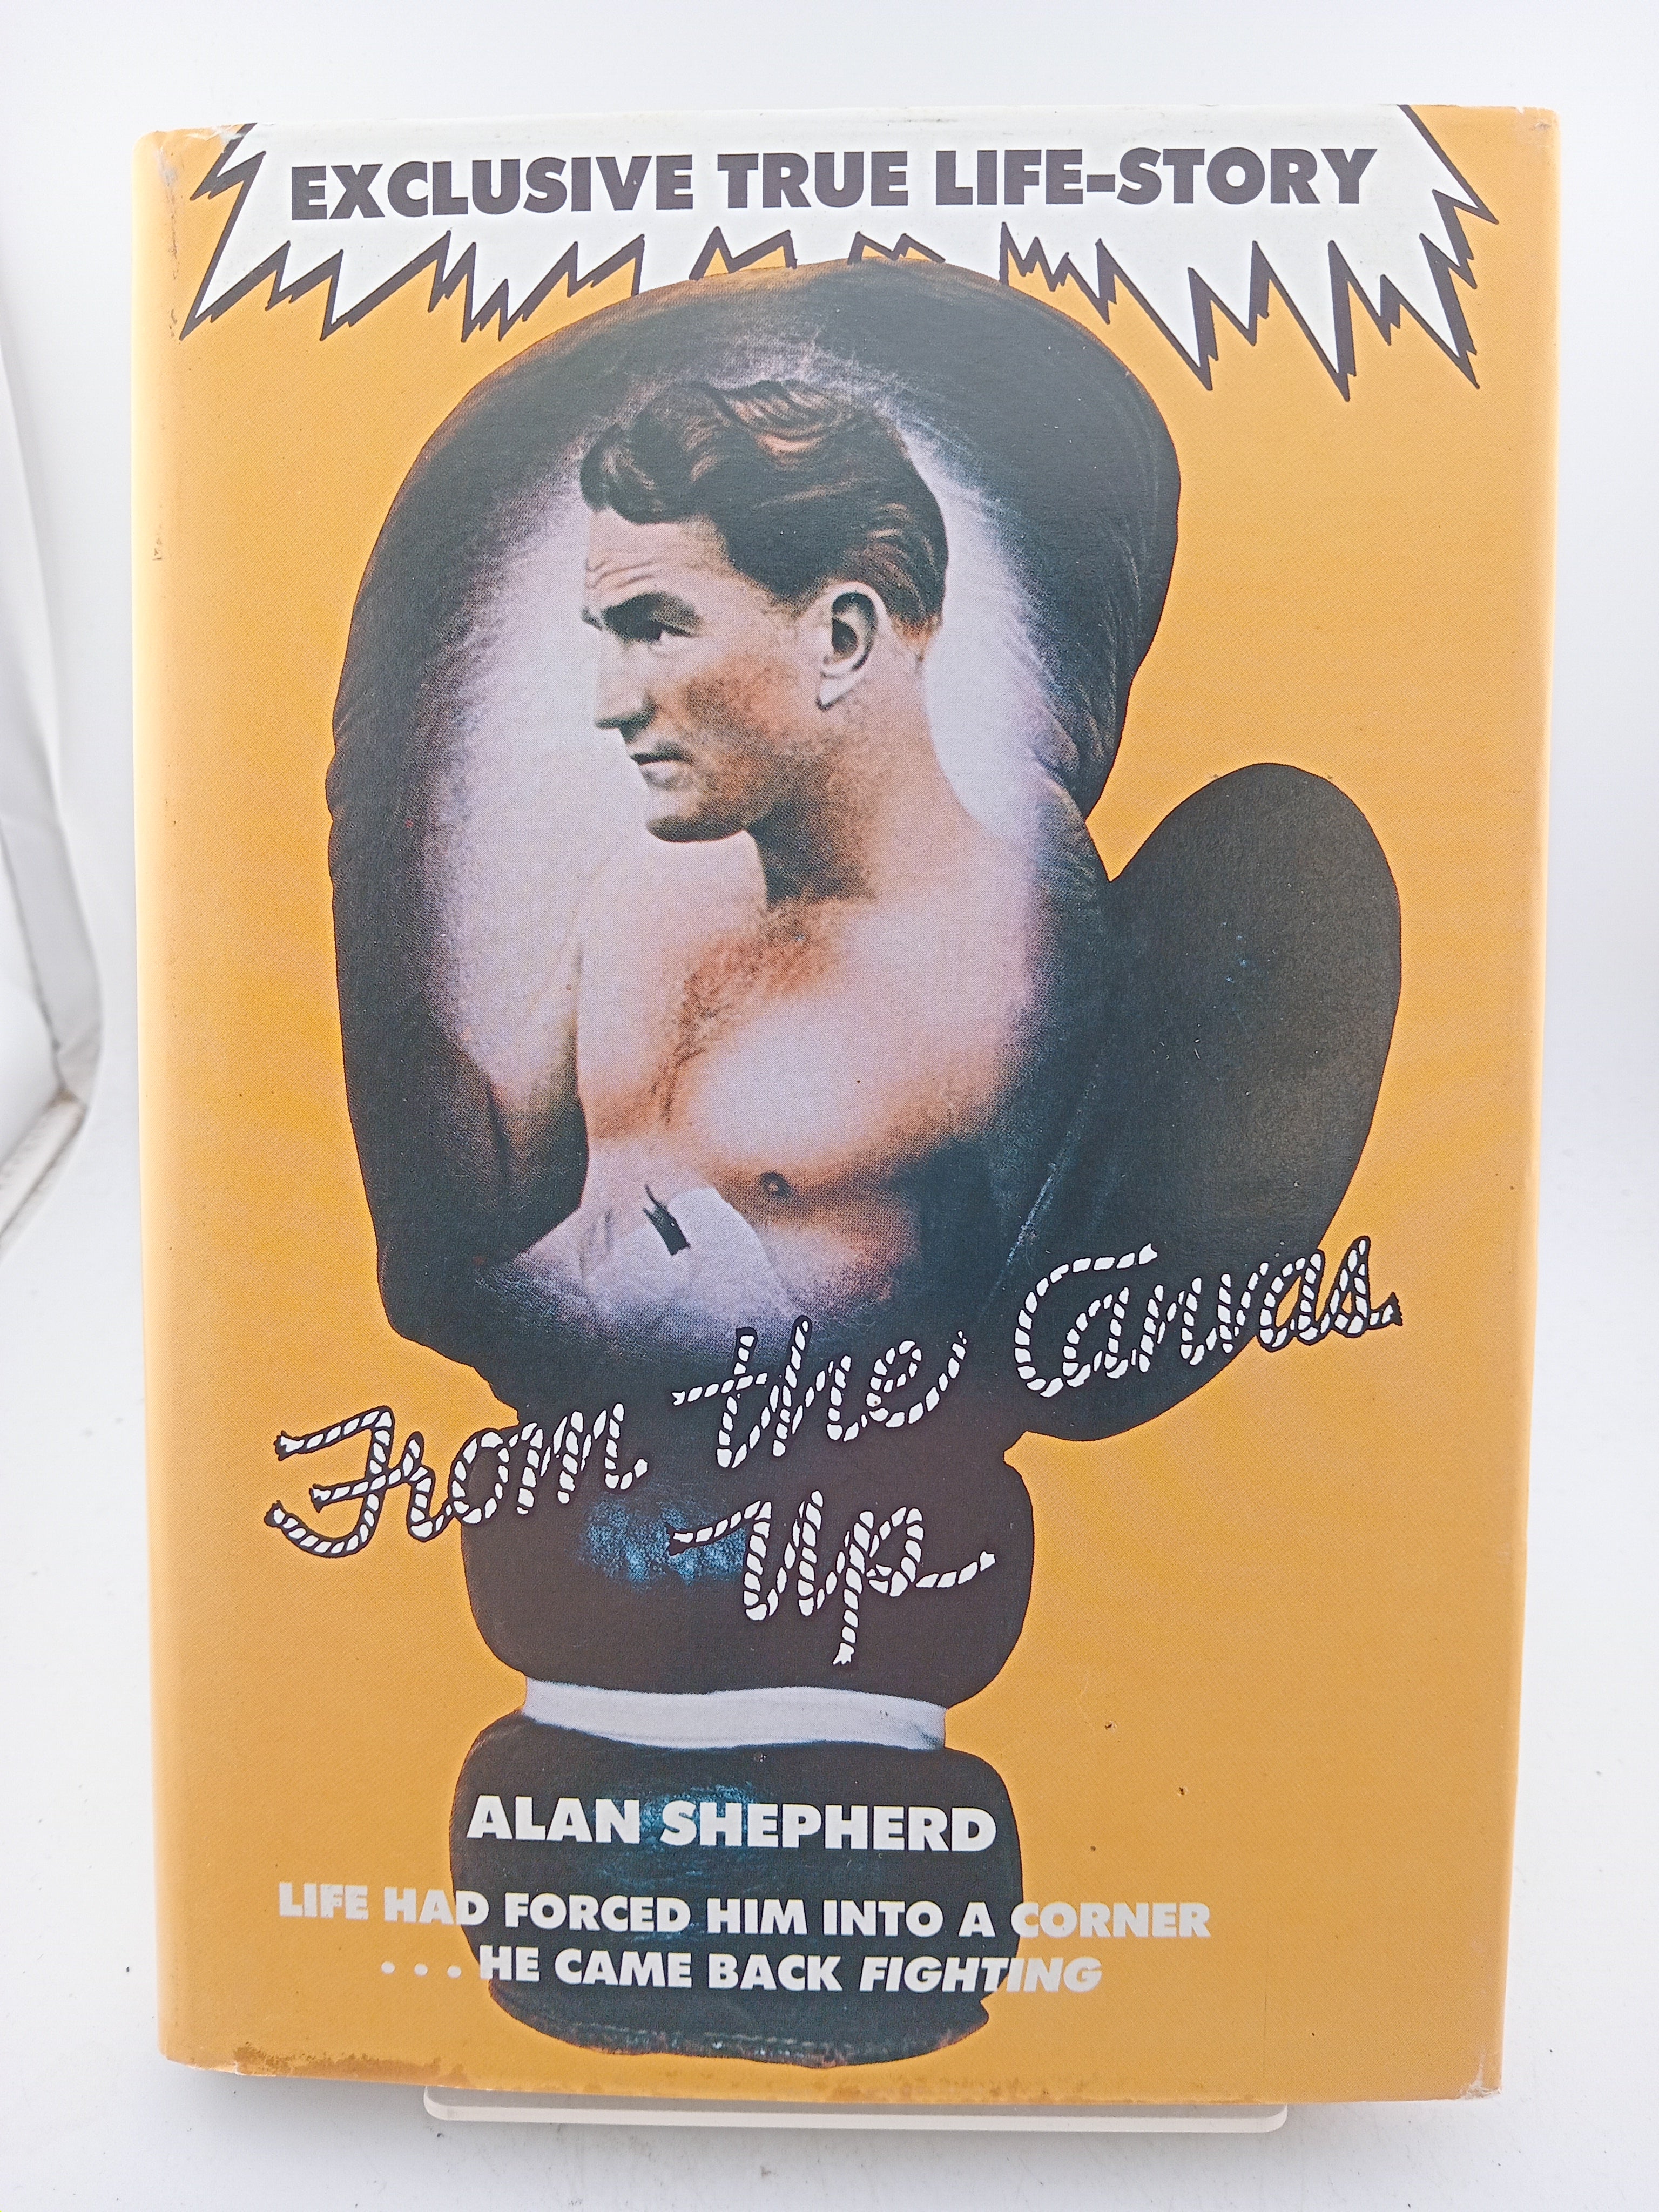 EXCLUSIVE TRUE LIFE-STORY
From the Canvas
Up
ALAN SHEPHERD
LIFE HAD FORCED HIM INTO A CORNER
...HE CAME BACK FIGHTING